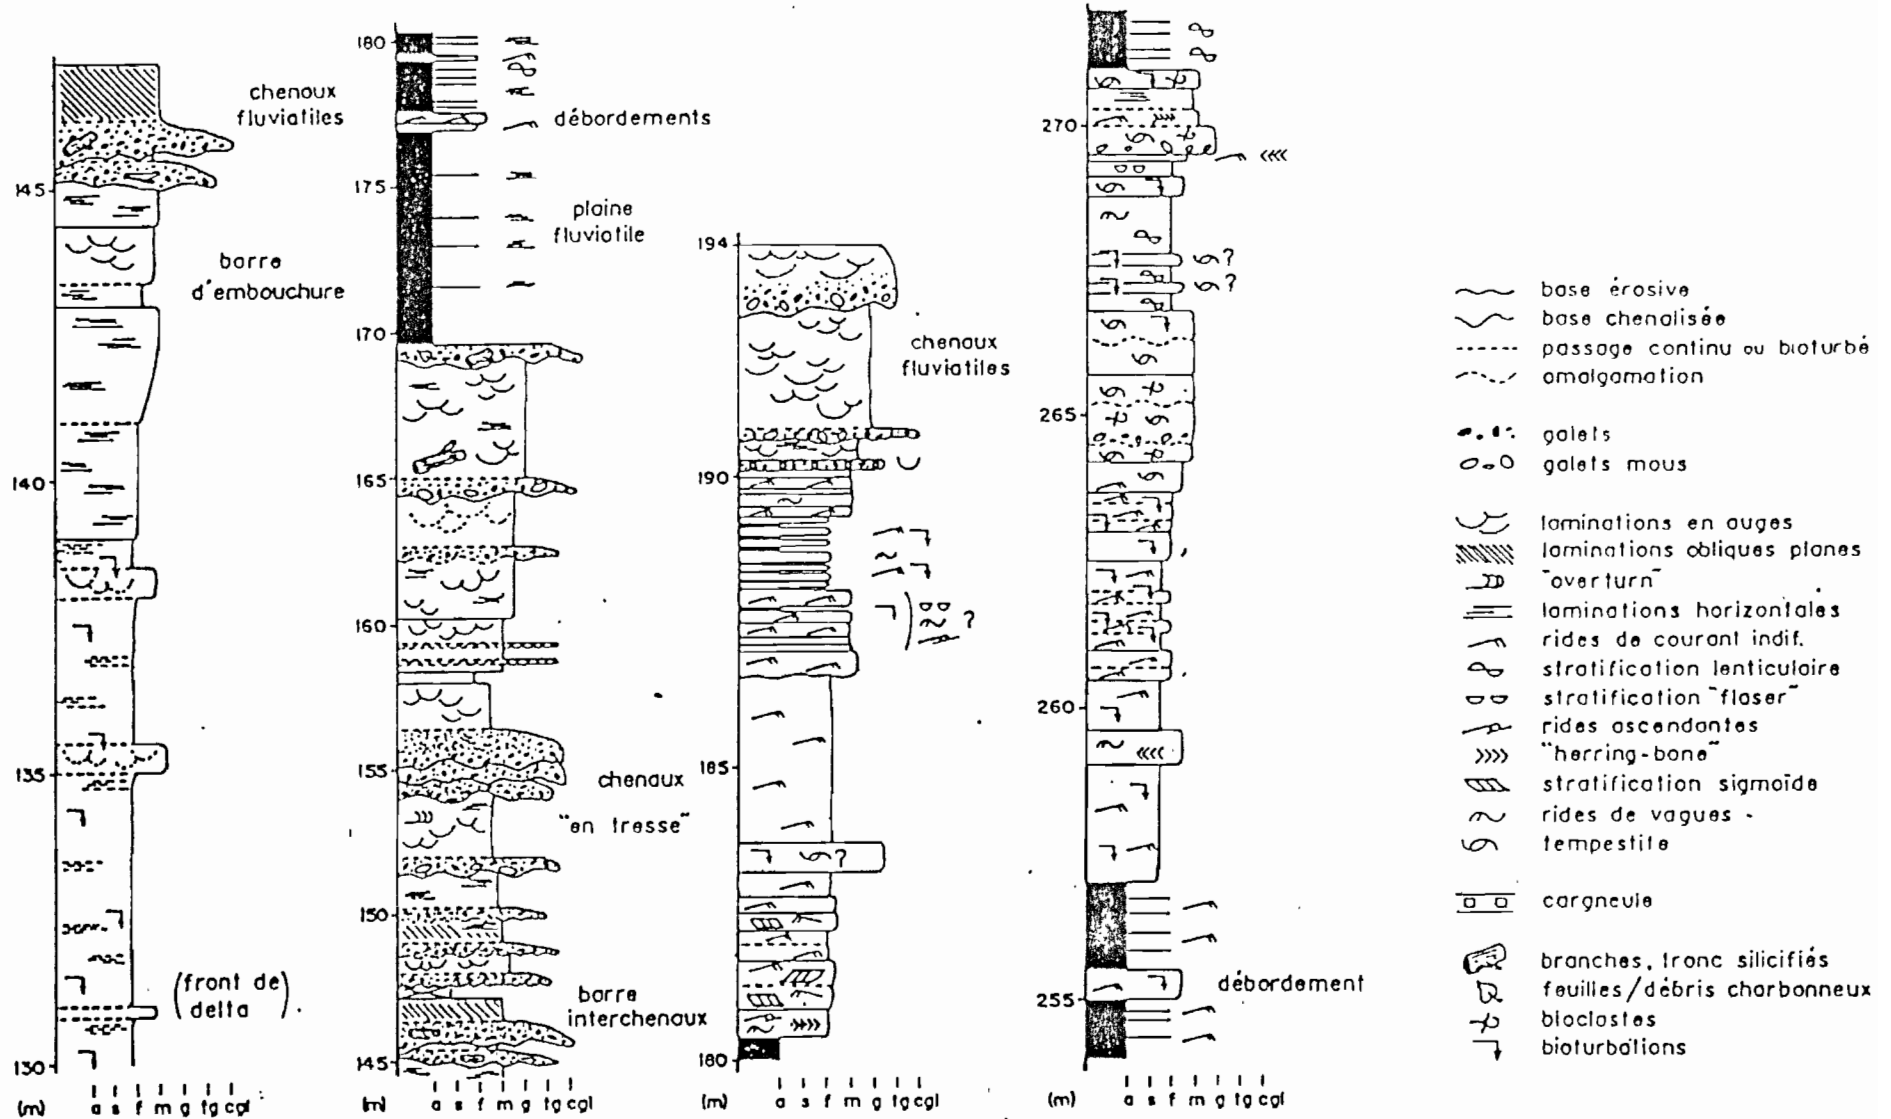 145
140
135
130
(m)
a s f m g tg cgl
chenaux
fluviatiles
barre
d'embouchure
(front de
delta)
180
175
170
165
160
155
150
145
(m)
a s f m g tg cgl
débordements
plaine
fluviatile
chenaux
"en tresse"
barre
interchenaux
194
190
185
180
(m)
a s f m g tg cgl
chenaux
fluviatiles
?
?
270
265
260
255
(m)
a s f m g tg cgl
?
?
débordement
base érosive
base chenalisée
passage continu ou bioturbé
amalgamation
galets
galets mous
laminations en auges
laminations obliques planes
"overturn"
laminations horizontales
rides de courant indif.
stratification lenticulaire
stratification "flaser"
rides ascendantes
"herring-bone"
stratification sigmoïde
rides de vagues
tempestite
cargneule
branches, tronc silicifiés
feuilles/débris charbonneux
bioclastes
bioturbations